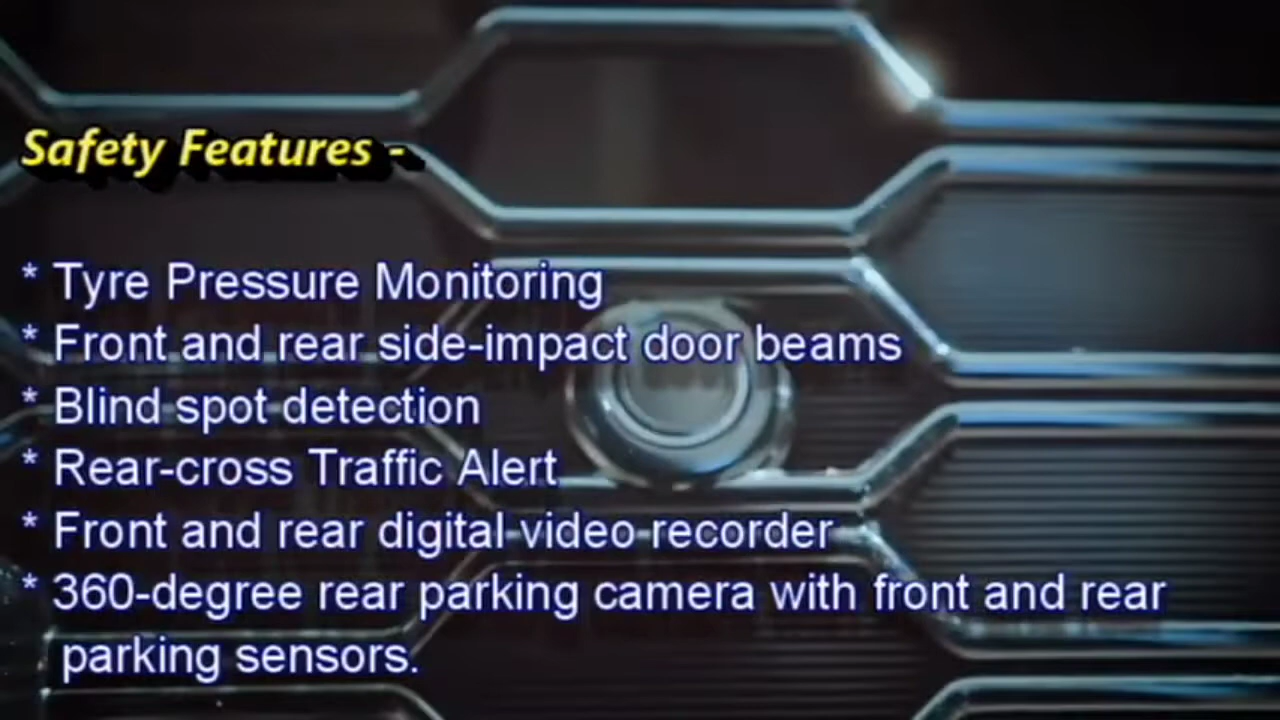 Safety Features -
* Tyre Pressure Monitoring
* Front and rear side-impact door beams
* Blind spot detection
* Rear-cross Traffic Alert
* Front and rear digital video recorder
* 360-degree rear parking camera with front and rear
parking sensors.